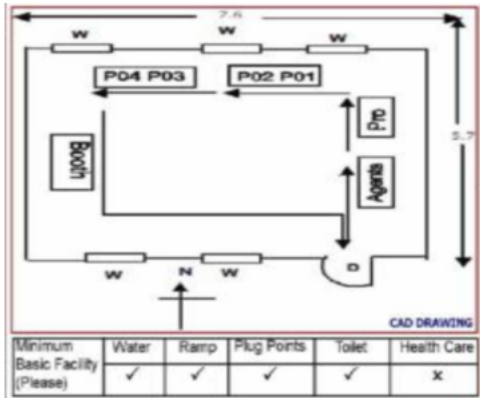 7.6
W W W
P04 P03 P02 P01
Pro
Booth
Agents
5.7
D
W N W
CAD DRAWING
Minimum Basic Facility (Please) Water Ramp Plug Points Toilet Health Care
✓ ✓ ✓ ✓ x